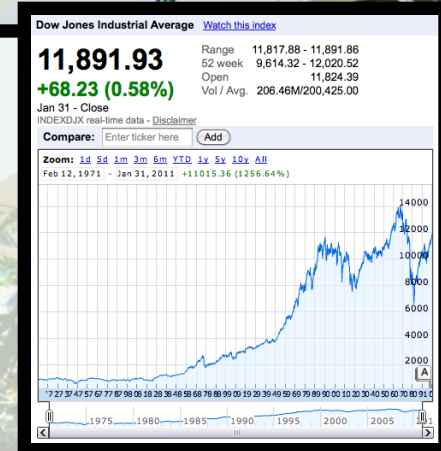 Dow Jones Industrial Average Watch this index
11,891.93
+68.23 (0.58%)
Jan 31 - Close
INDEXDJX real-time data - Disclaimer
Range 11,817.88 - 11,891.86
52 week 9,614.32 - 12,020.52
Open 11,824.39
Vol / Avg. 206.46M/200,425.00
Compare: Enter ticker here Add
Zoom: 1d 5d 1m 3m 6m YTD 1y 5y 10y All
Feb 12, 1971 - Jan 31, 2011 +11015.36 (1256.64%)
14000
12000
10000
8000
6000
4000
2000
A
1975 1980 1985 1990 1995 2000 2005